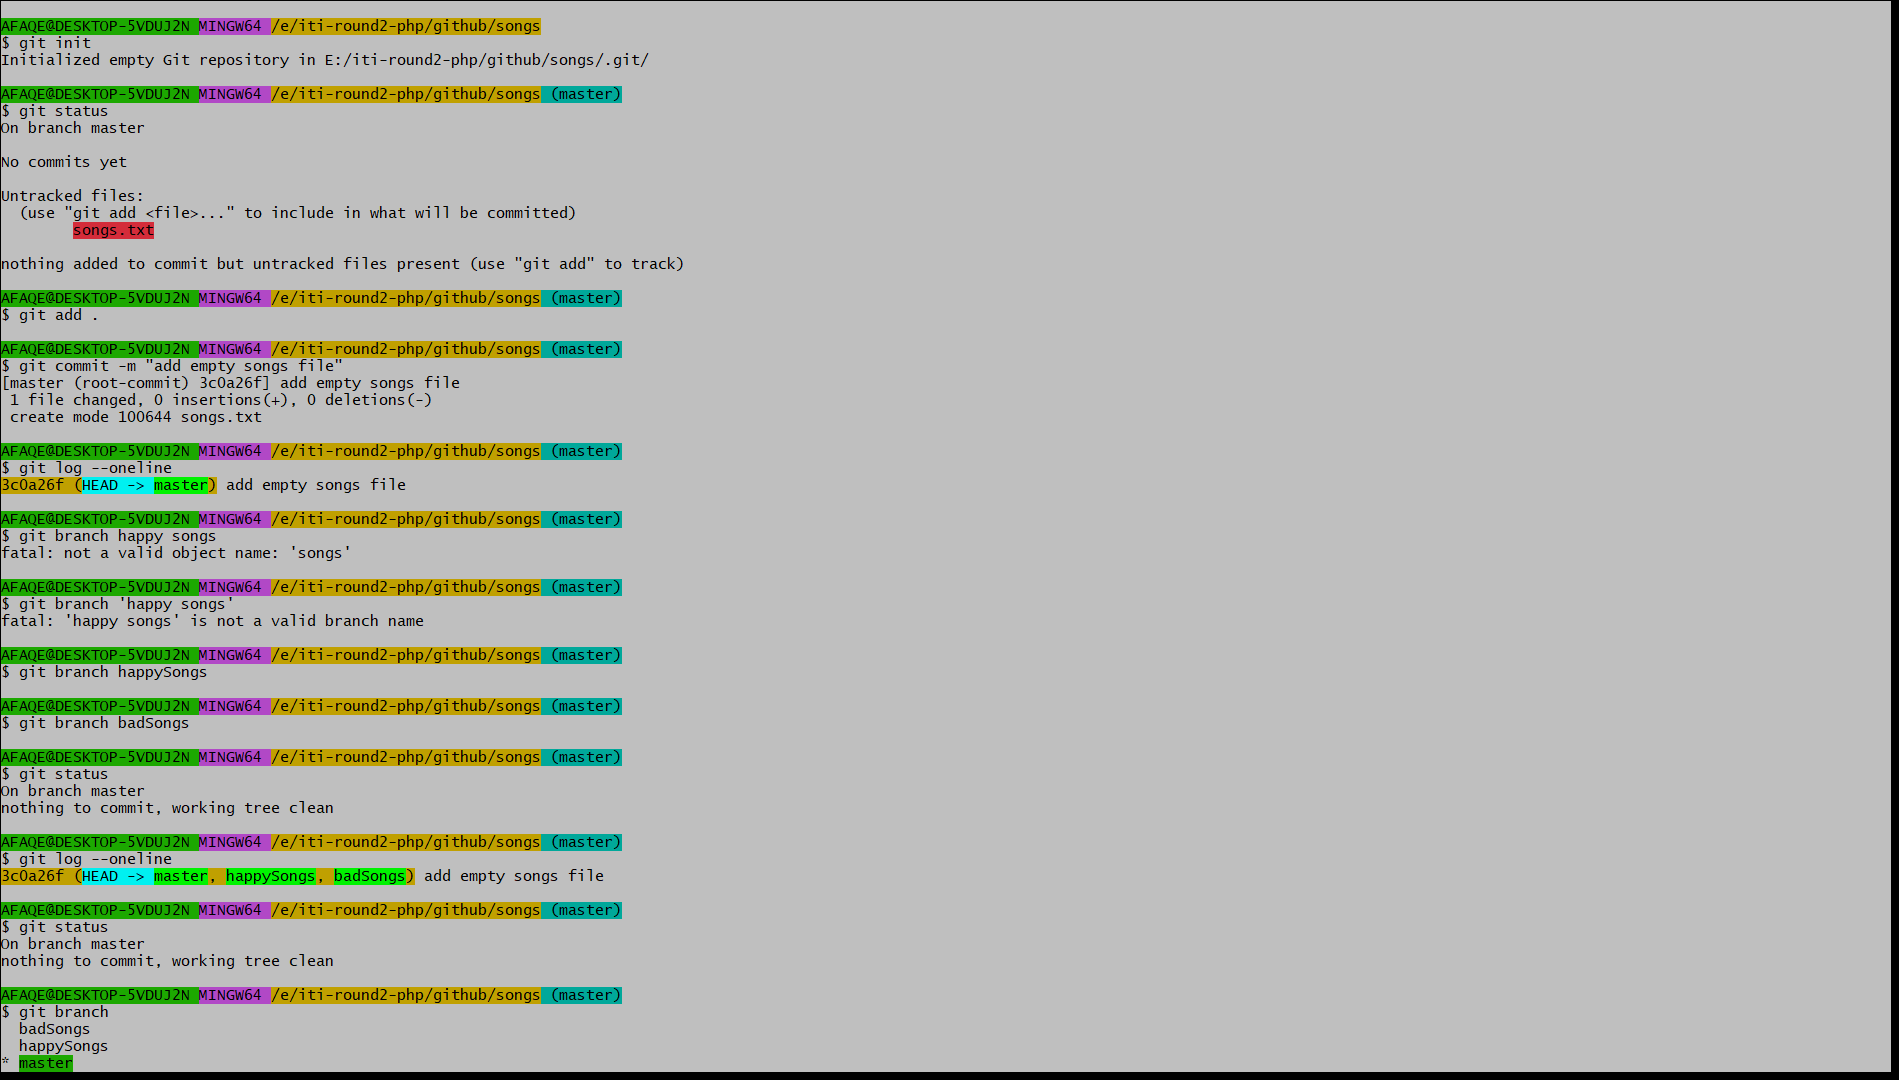 AFAQE@DESKTOP-5VDUJ2N MINGW64 /e/iti-round2-php/github/songs
$ git init
Initialized empty Git repository in E:/iti-round2-php/github/songs/.git/
AFAQE@DESKTOP-5VDUJ2N MINGW64 /e/iti-round2-php/github/songs (master)
$ git status
On branch master
No commits yet
Untracked files:
(use "git add <file>..." to include in what will be committed)
songs.txt
nothing added to commit but untracked files present (use "git add" to track)
AFAQE@DESKTOP-5VDUJ2N MINGW64 /e/iti-round2-php/github/songs (master)
$ git add .
AFAQE@DESKTOP-5VDUJ2N MINGW64 /e/iti-round2-php/github/songs (master)
$ git commit -m "add empty songs file"
[master (root-commit) 3c0a26f] add empty songs file
1 file changed, 0 insertions(+), 0 deletions(-)
create mode 100644 songs.txt
AFAQE@DESKTOP-5VDUJ2N MINGW64 /e/iti-round2-php/github/songs (master)
$ git log --oneline
3c0a26f (HEAD -> master) add empty songs file
AFAQE@DESKTOP-5VDUJ2N MINGW64 /e/iti-round2-php/github/songs (master)
$ git branch happy songs
fatal: not a valid object name: 'songs'
AFAQE@DESKTOP-5VDUJ2N MINGW64 /e/iti-round2-php/github/songs (master)
$ git branch 'happy songs'
fatal: 'happy songs' is not a valid branch name
AFAQE@DESKTOP-5VDUJ2N MINGW64 /e/iti-round2-php/github/songs (master)
$ git branch happySongs
AFAQE@DESKTOP-5VDUJ2N MINGW64 /e/iti-round2-php/github/songs (master)
$ git branch badSongs
AFAQE@DESKTOP-5VDUJ2N MINGW64 /e/iti-round2-php/github/songs (master)
$ git status
On branch master
nothing to commit, working tree clean
AFAQE@DESKTOP-5VDUJ2N MINGW64 /e/iti-round2-php/github/songs (master)
$ git log --oneline
3c0a26f (HEAD -> master, happySongs, badSongs) add empty songs file
AFAQE@DESKTOP-5VDUJ2N MINGW64 /e/iti-round2-php/github/songs (master)
$ git status
On branch master
nothing to commit, working tree clean
AFAQE@DESKTOP-5VDUJ2N MINGW64 /e/iti-round2-php/github/songs (master)
$ git branch
badSongs
happySongs
* master